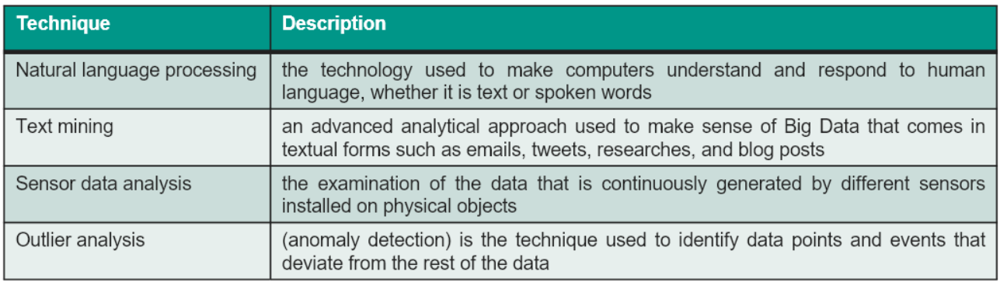 Technique Description
Natural language processing the technology used to make computers understand and respond to human
language, whether it is text or spoken words
Text mining an advanced analytical approach used to make sense of Big Data that comes in
textual forms such as emails, tweets, researches, and blog posts
Sensor data analysis the examination of the data that is continuously generated by different sensors
installed on physical objects
Outlier analysis (anomaly detection) is the technique used to identify data points and events that
deviate from the rest of the data